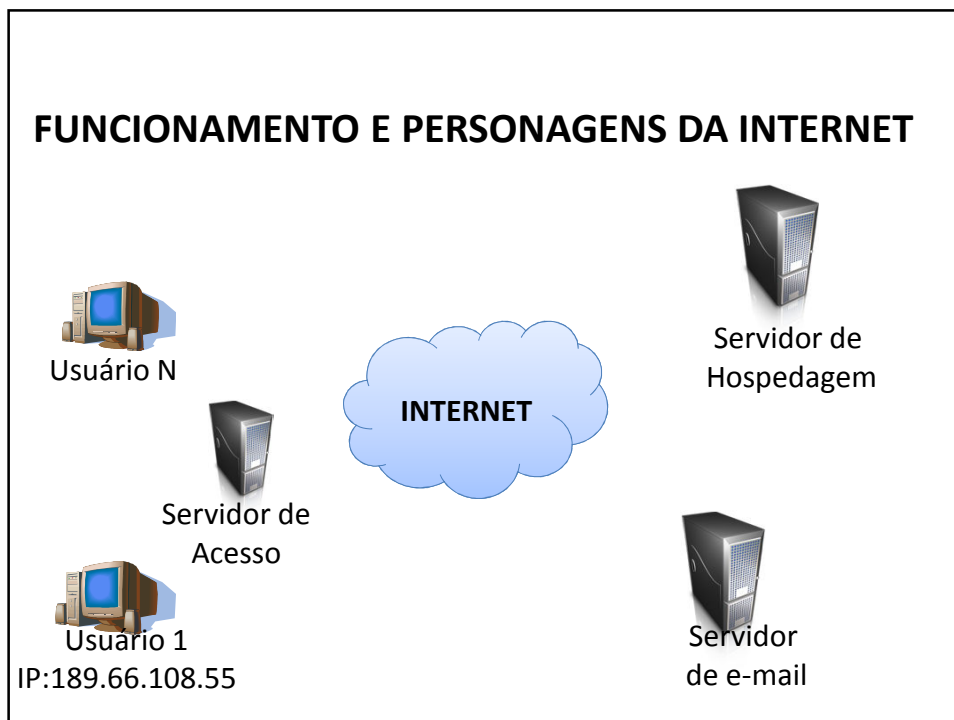 FUNCIONAMENTO E PERSONAGENS DA INTERNET
Usuário N
Servidor de
Hospedagem
INTERNET
Servidor de
Acesso
Usuário 1
IP:189.66.108.55
Servidor
de e-mail